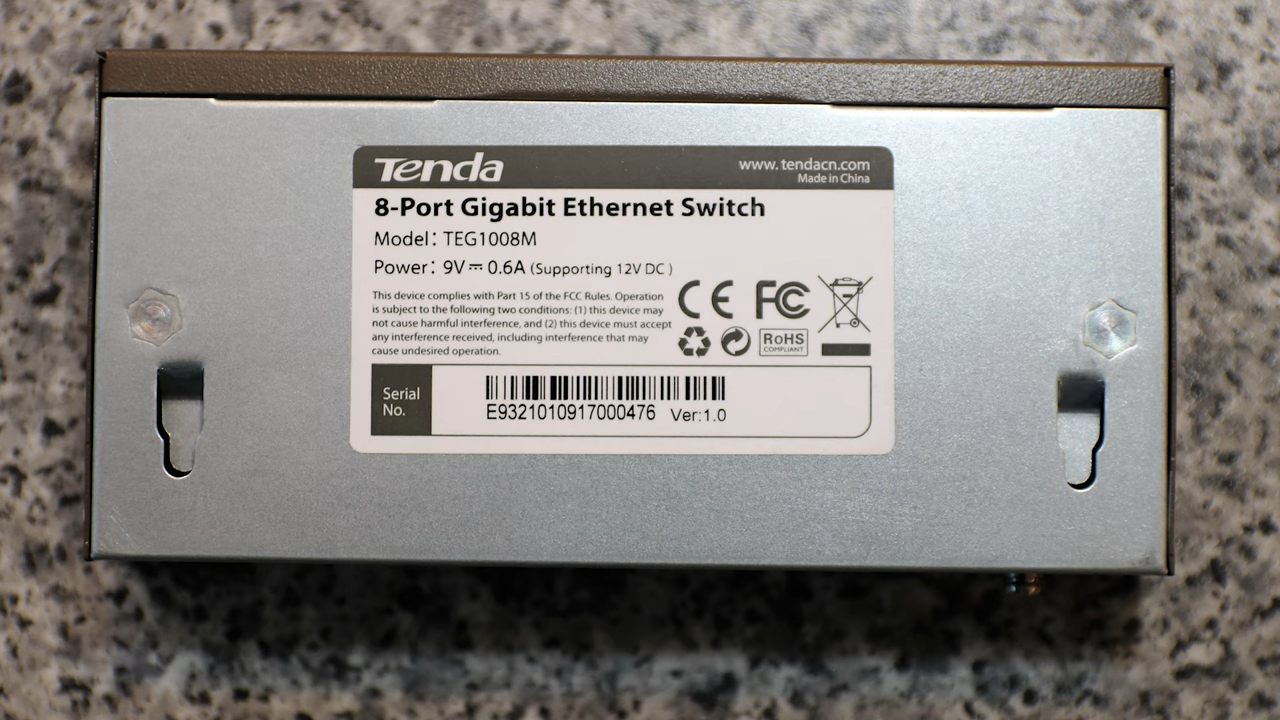 Tenda
www.tendacn.com
Made in China
8-Port Gigabit Ethernet Switch
Model: TEG1008M
Power: 9V⎓0.6A (Supporting 12V DC)
This device complies with Part 15 of the FCC Rules. Operation
is subject to the following two conditions: (1) this device may
not cause harmful interference, and (2) this device must accept
any interference received, including interference that may
cause undesired operation.
CE FC
RoHS
COMPLIANT
Serial
No.
E9321010917000476 Ver:1.0